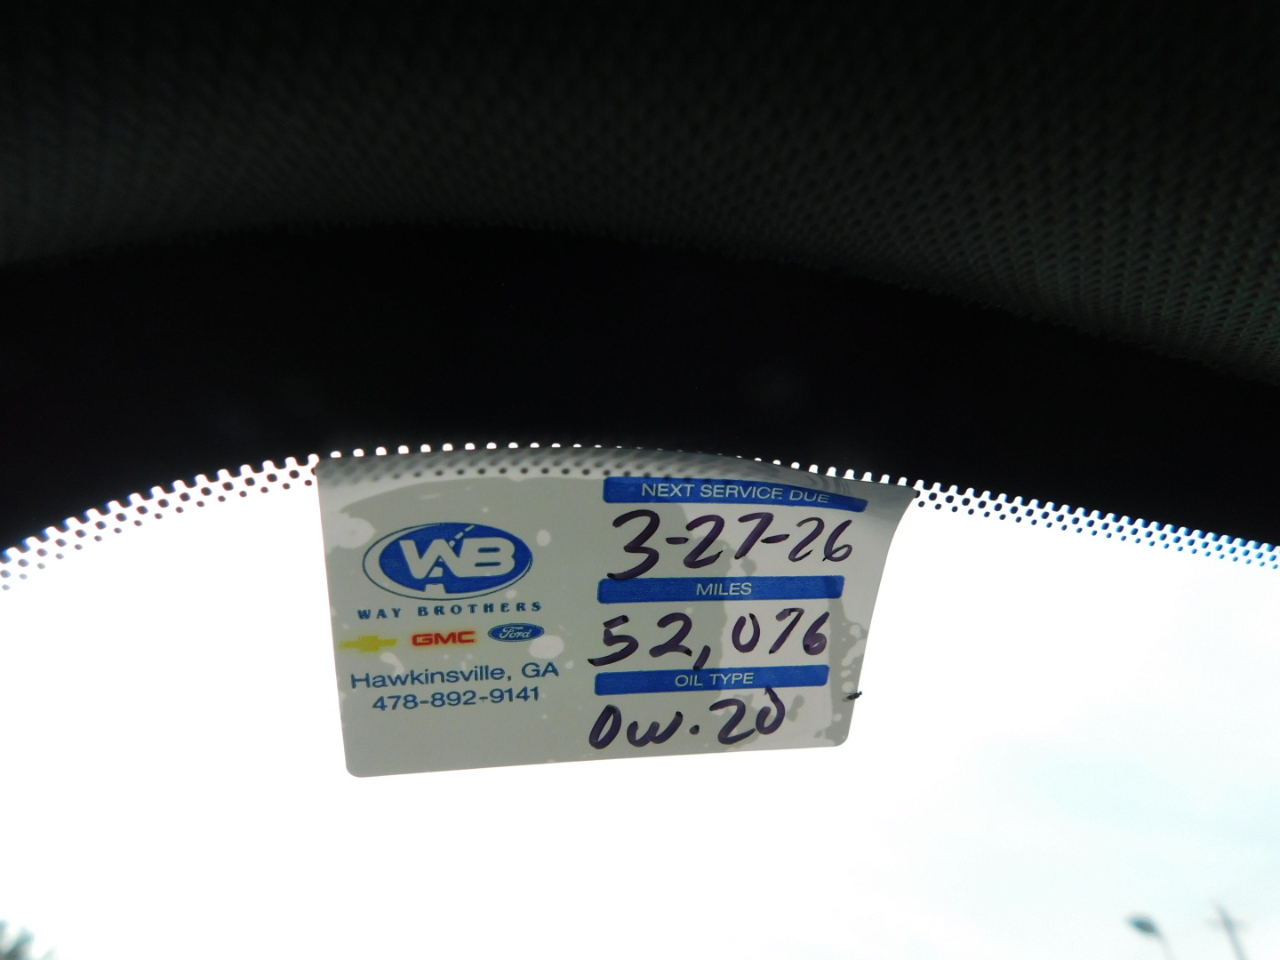 WAB
WAY BROTHERS
GMC Ford
Hawkinsville, GA
478-892-9141
NEXT SERVICE DUE
3-27-26
MILES
52,076
OIL TYPE
0w.20